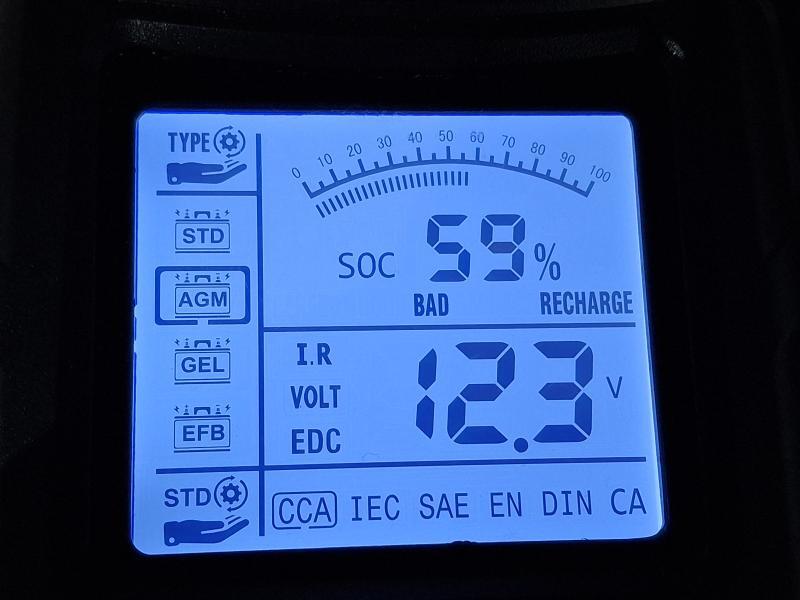 TYPE
0 10 20 30 40 50 60 70 80 90 100
STD
SOC 59 %
AGM
BAD RECHARGE
I.R
GEL
VOLT 12.3 V
EFB
EDC
STD
CCA IEC SAE EN DIN CA